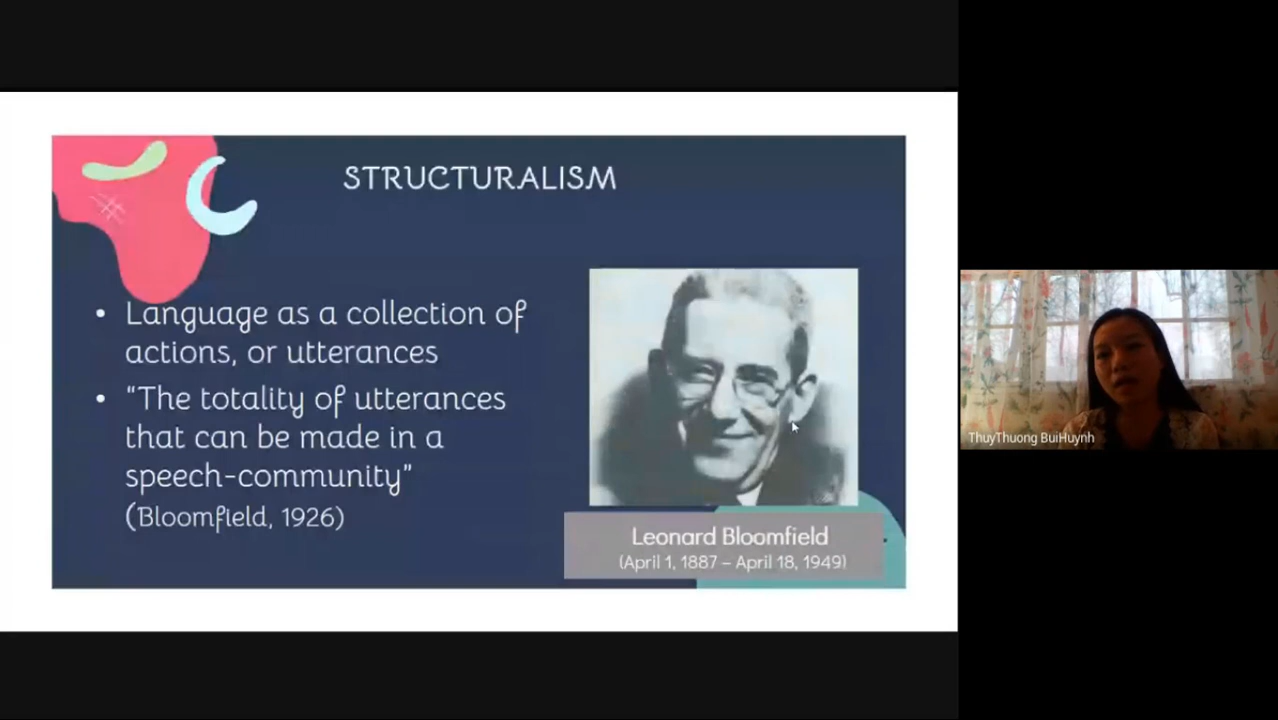 STRUCTURALISM
• Language as a collection of
actions, or utterances
• "The totality of utterances
that can be made in a
speech-community"
(Bloomfield, 1926)
Leonard Bloomfield
(April 1, 1887 – April 18, 1949)
ThuyThuong BuiHuynh